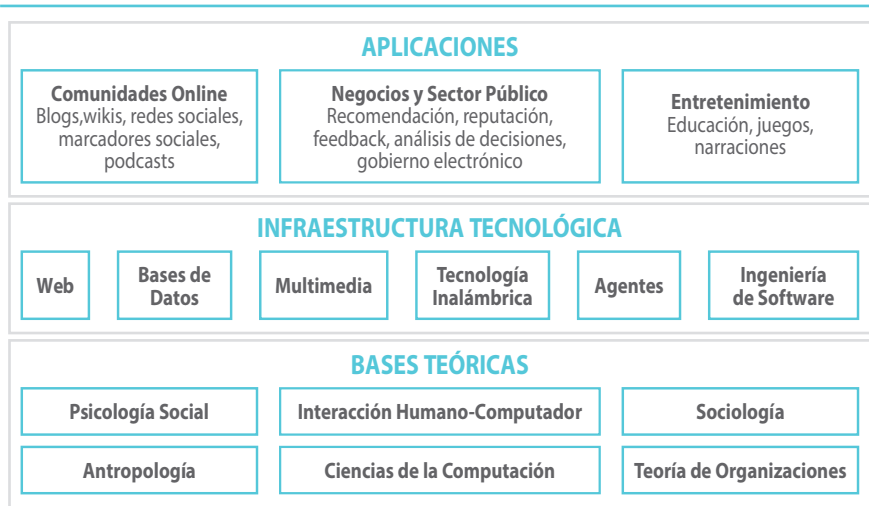 APLICACIONES
Comunidades Online
Blogs,wikis, redes sociales,
marcadores sociales,
podcasts
Negocios y Sector Público
Recomendación, reputación,
feedback, análisis de decisiones,
gobierno electrónico
Entretenimiento
Educación, juegos,
narraciones
INFRAESTRUCTURA TECNOLÓGICA
Web
Bases de
Datos
Multimedia
Tecnología
Inalámbrica
Agentes
Ingeniería
de Software
BASES TEÓRICAS
Psicología Social
Interacción Humano-Computador
Sociología
Antropología
Ciencias de la Computación
Teoría de Organizaciones